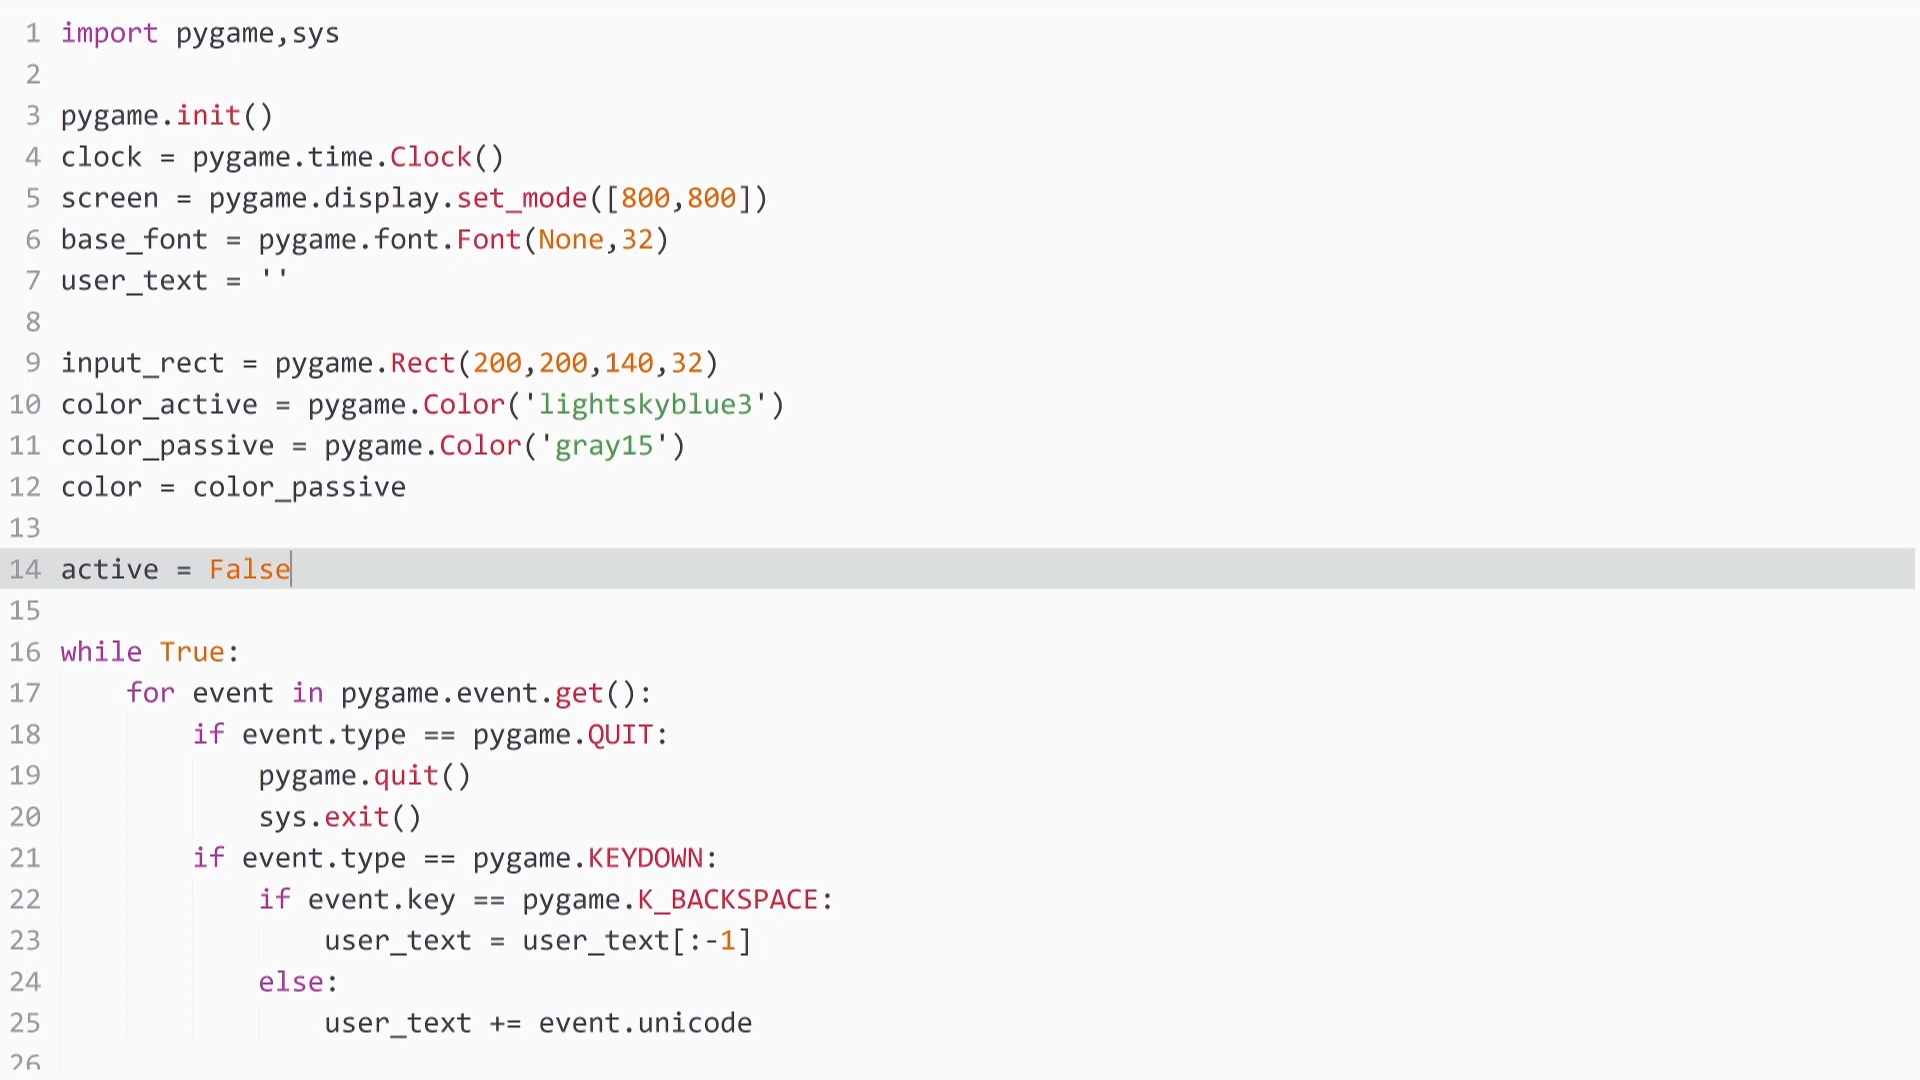 1 import pygame,sys
2
3 pygame.init()
4 clock = pygame.time.Clock()
5 screen = pygame.display.set_mode([800,800])
6 base_font = pygame.font.Font(None,32)
7 user_text = ''
8
9 input_rect = pygame.Rect(200,200,140,32)
10 color_active = pygame.Color('lightskyblue3')
11 color_passive = pygame.Color('gray15')
12 color = color_passive
13
14 active = False
15
16 while True:
17     for event in pygame.event.get():
18         if event.type == pygame.QUIT:
19             pygame.quit()
20             sys.exit()
21         if event.type == pygame.KEYDOWN:
22             if event.key == pygame.K_BACKSPACE:
23                 user_text = user_text[:-1]
24             else:
25                 user_text += event.unicode
26